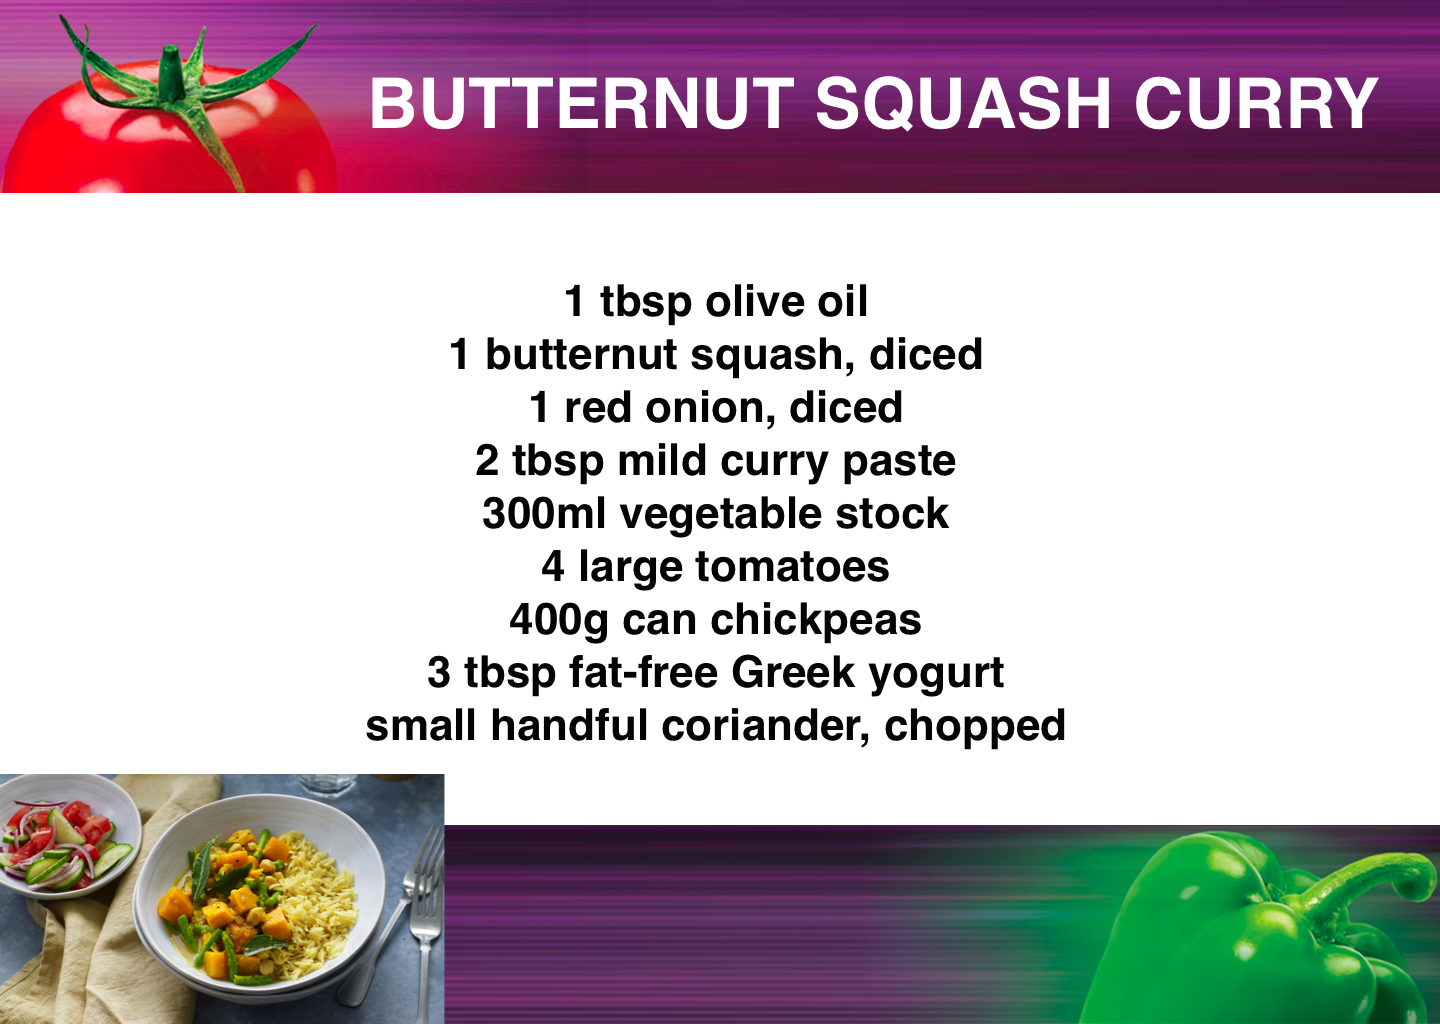 BUTTERNUT SQUASH CURRY
1 tbsp olive oil
1 butternut squash, diced
1 red onion, diced
2 tbsp mild curry paste
300ml vegetable stock
4 large tomatoes
400g can chickpeas
3 tbsp fat-free Greek yogurt
small handful coriander, chopped